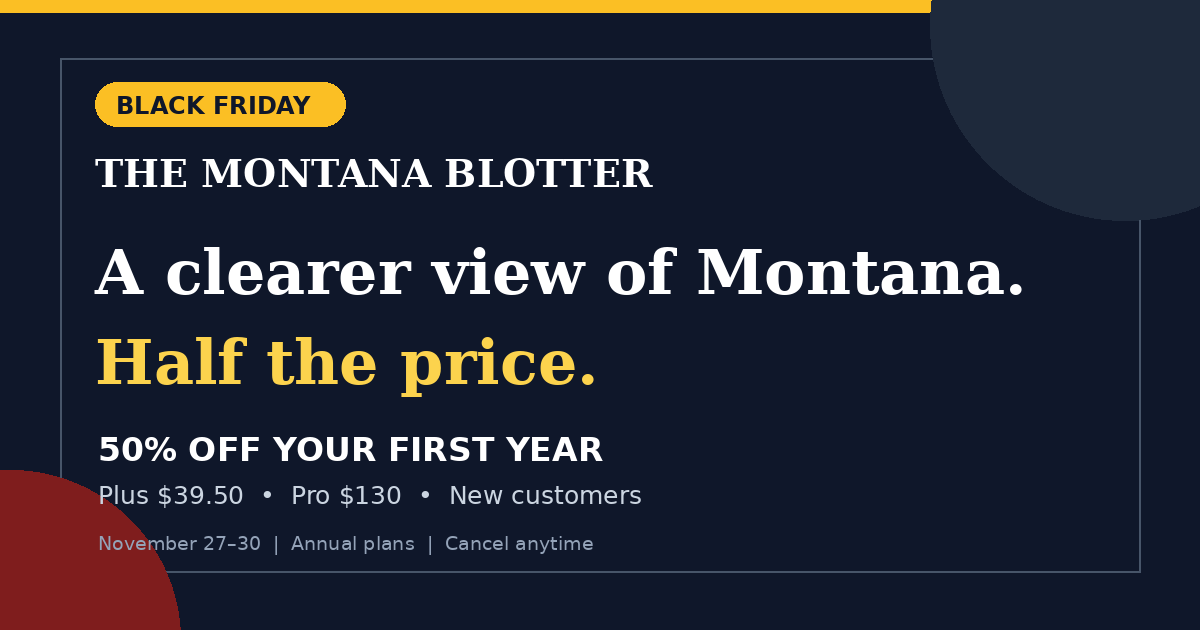 BLACK FRIDAY
THE MONTANA BLOTTER
A clearer view of Montana.
Half the price.
50% OFF YOUR FIRST YEAR
Plus $39.50 • Pro $130 • New customers
November 27–30 | Annual plans | Cancel anytime